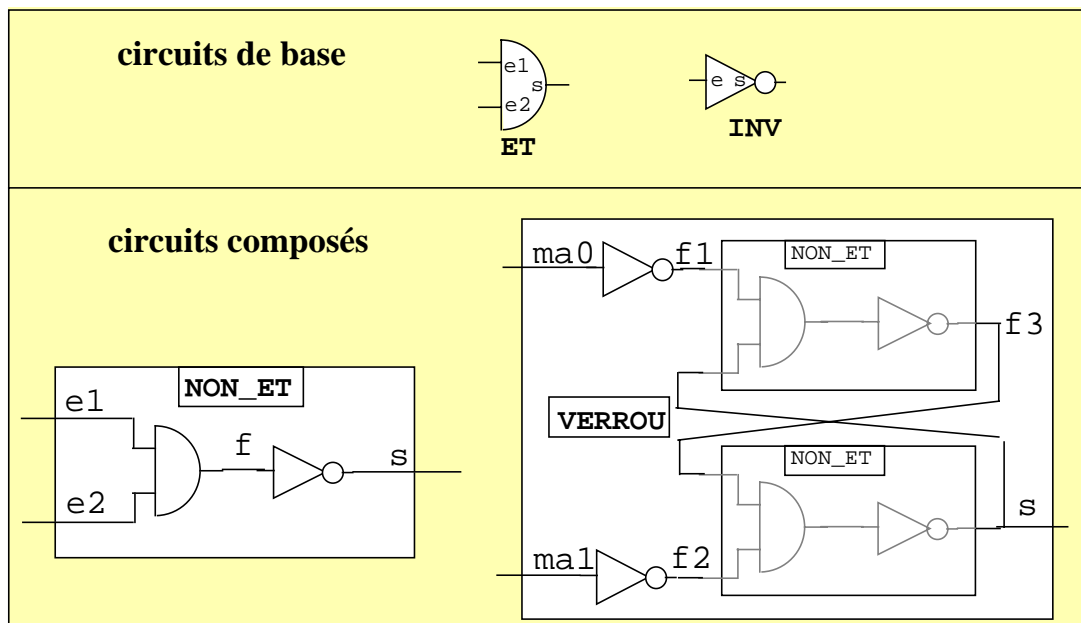 circuits de base
e1
s
e2
ET
e s
INV
circuits composés
NON_ET
e1
f
s
e2
ma0
f1
NON_ET
f3
VERROU
NON_ET
s
ma1
f2